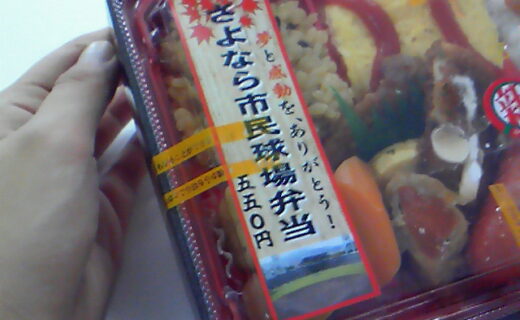 夢と感動を、ありがとう！
さよなら市民球場弁当
五五0円